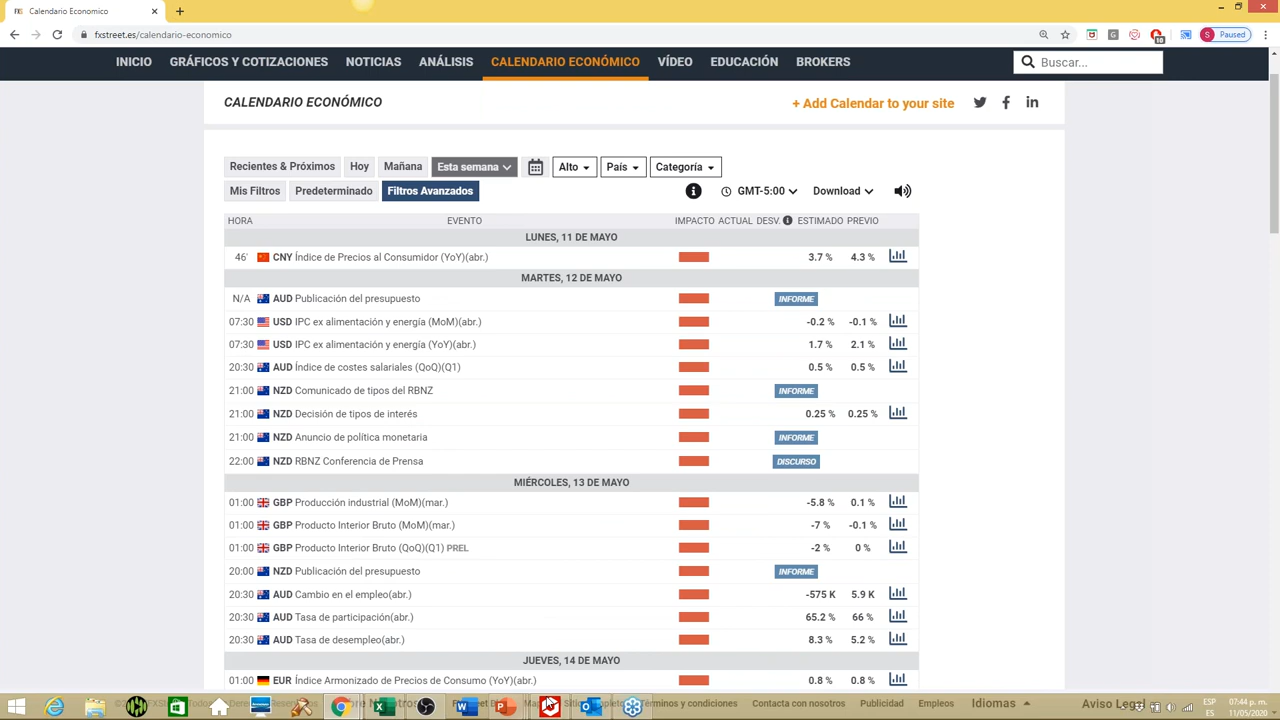 Calendario Economico
fxstreet.es/calendario-economico
Paused
INICIO GRÁFICOS Y COTIZACIONES NOTICIAS ANÁLISIS CALENDARIO ECONÓMICO VÍDEO EDUCACIÓN BROKERS Buscar...
CALENDARIO ECONÓMICO + Add Calendar to your site
Recientes & Próximos Hoy Mañana Esta semana Alto País Categoría
Mis Filtros Predeterminado Filtros Avanzados GMT-5:00 Download
HORA EVENTO IMPACTO ACTUAL DESV. ESTIMADO PREVIO
LUNES, 11 DE MAYO
46' CNY Índice de Precios al Consumidor (YoY)(abr.) 3.7 % 4.3 %
MARTES, 12 DE MAYO
N/A AUD Publicación del presupuesto INFORME
07:30 USD IPC ex alimentación y energía (MoM)(abr.) -0.2 % -0.1 %
07:30 USD IPC ex alimentación y energía (YoY)(abr.) 1.7 % 2.1 %
20:30 AUD Índice de costes salariales (QoQ)(Q1) 0.5 % 0.5 %
21:00 NZD Comunicado de tipos del RBNZ INFORME
21:00 NZD Decisión de tipos de interés 0.25 % 0.25 %
21:00 NZD Anuncio de política monetaria INFORME
22:00 NZD RBNZ Conferencia de Prensa DISCURSO
MIÉRCOLES, 13 DE MAYO
01:00 GBP Producción industrial (MoM)(mar.) -5.8 % 0.1 %
01:00 GBP Producto Interior Bruto (MoM)(mar.) -7 % -0.1 %
01:00 GBP Producto Interior Bruto (QoQ)(Q1) PREL -2 % 0 %
20:00 NZD Publicación del presupuesto INFORME
20:30 AUD Cambio en el empleo(abr.) -575 K 5.9 K
20:30 AUD Tasa de participación(abr.) 65.2 % 66 %
20:30 AUD Tasa de desempleo(abr.) 8.3 % 5.2 %
JUEVES, 14 DE MAYO
01:00 EUR Índice Armonizado de Precios de Consumo (YoY)(abr.) 0.8 % 0.8 %
Términos y condiciones Publicidad Contacta con nosotros Empleos Idiomas Aviso Legal
ESP 07:44 p. m.
ES 11/05/2020